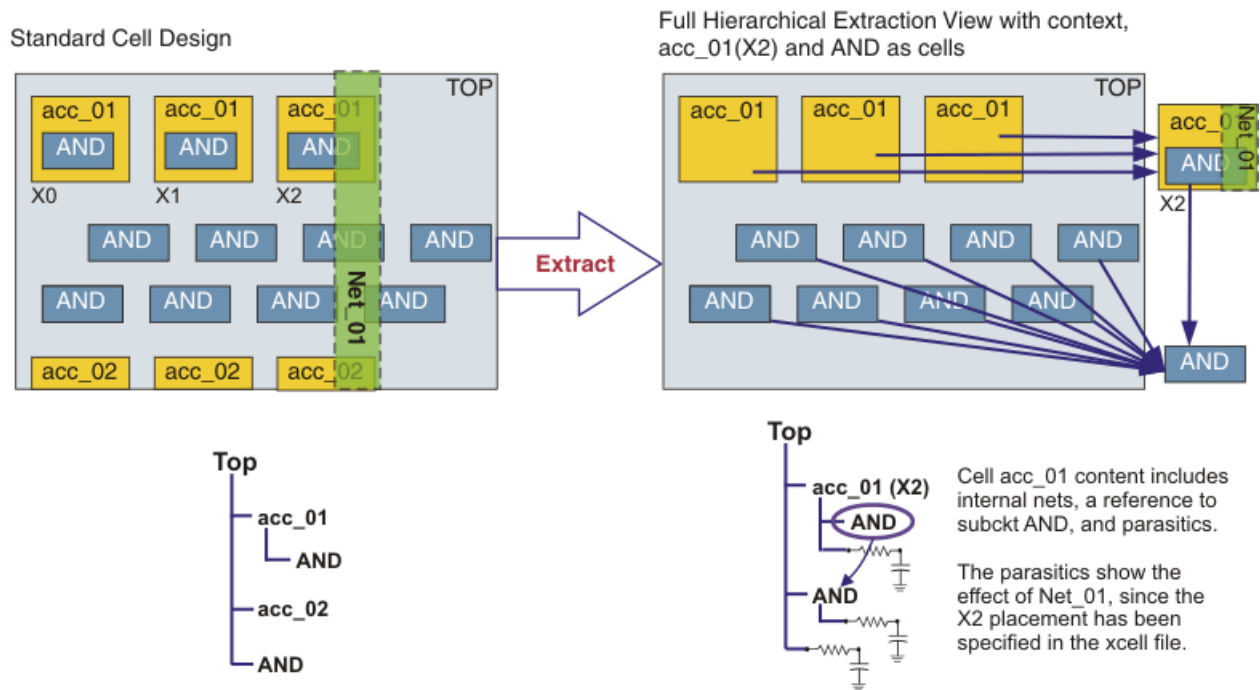 Standard Cell Design
TOP
acc_01 acc_01 acc_01
AND AND AND
X0 X1 X2
AND AND AND AND
AND AND AND AND
Net_01
acc_02 acc_02 acc_02
Extract
Full Hierarchical Extraction View with context,
acc_01(X2) and AND as cells
TOP
acc_01 acc_01 acc_01
acc_01
Net_01
AND
X2
AND AND AND AND
AND AND AND AND
AND
Top
acc_01
AND
acc_02
AND
Top
acc_01 (X2)
AND
AND
Cell acc_01 content includes
internal nets, a reference to
subckt AND, and parasitics.
The parasitics show the
effect of Net_01, since the
X2 placement has been
specified in the xcell file.